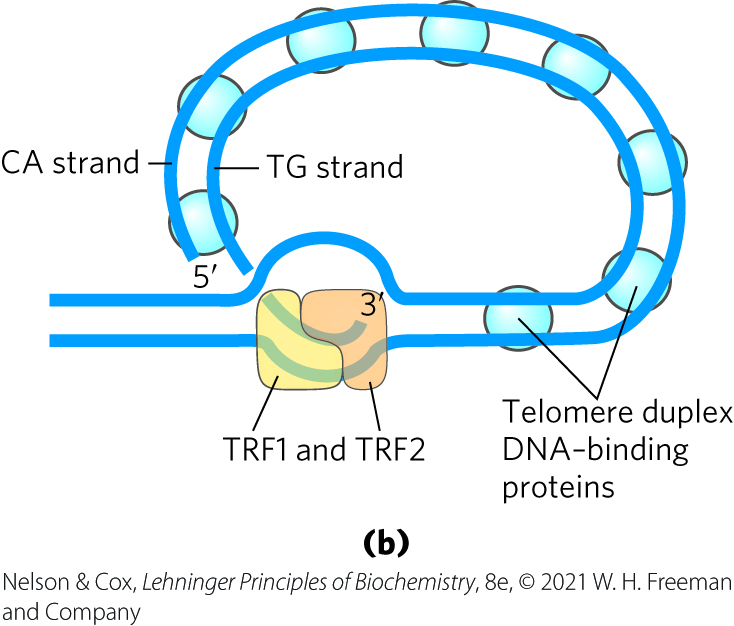 CA strand
TG strand
5′
3′
TRF1 and TRF2
Telomere duplex
DNA–binding
proteins
(b)
Nelson & Cox, Lehninger Principles of Biochemistry, 8e, © 2021 W. H. Freeman
and Company